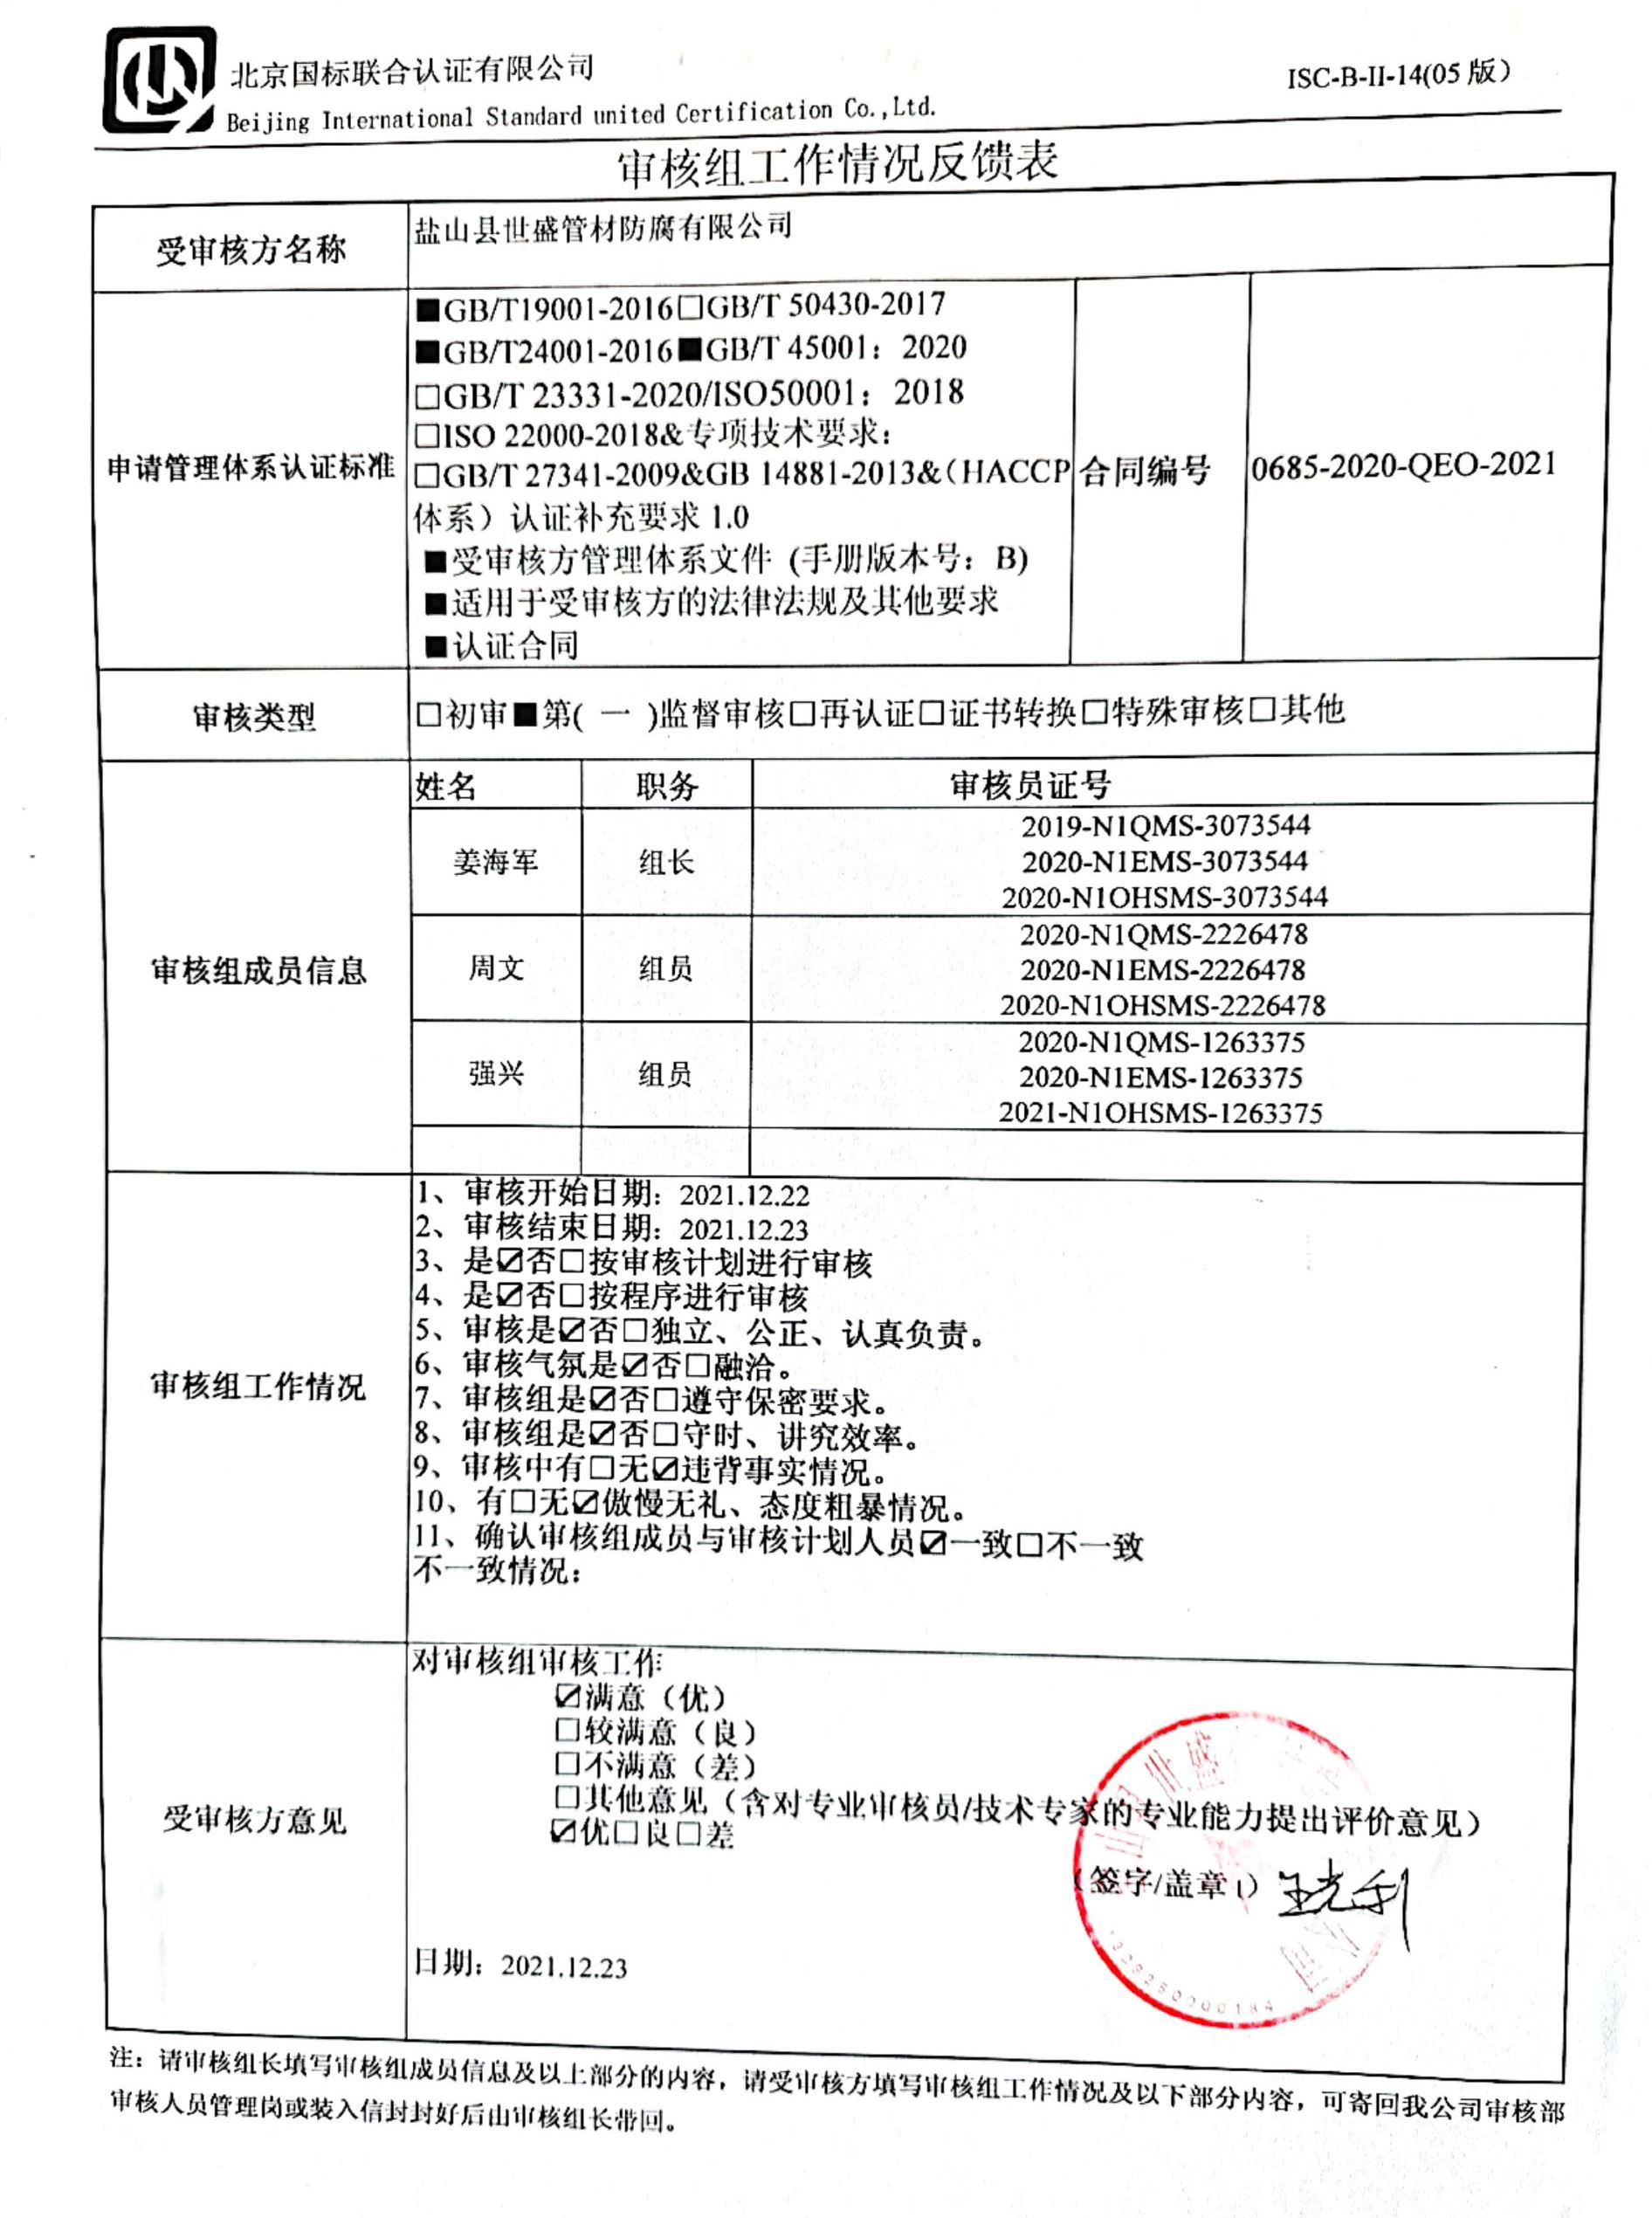 北京国标联合认证有限公司
ISC-B-II-14(05 版)
Beijing International Standard united Certification Co.,Ltd.
审核组工作情况反馈表
受审核方名称
盐山县世盛管材防腐有限公司
申请管理体系认证标准
■GB/T19001-2016□GB/T 50430-2017
■GB/T24001-2016■GB/T 45001：2020
□GB/T 23331-2020/ISO50001：2018
□ISO 22000-2018&专项技术要求：
□GB/T 27341-2009&GB 14881-2013&（HACCP
体系）认证补充要求 1.0
■受审核方管理体系文件 (手册版本号：B)
■适用于受审核方的法律法规及其他要求
■认证合同
合同编号
0685-2020-QEO-2021
审核类型
□初审■第( 一 )监督审核□再认证□证书转换□特殊审核□其他
审核组成员信息
姓名 职务 审核员证号
姜海军 组长
2019-N1QMS-3073544
2020-N1EMS-3073544
2020-N1OHSMS-3073544
周文 组员
2020-N1QMS-2226478
2020-N1EMS-2226478
2020-N1OHSMS-2226478
强兴 组员
2020-N1QMS-1263375
2020-N1EMS-1263375
2021-N1OHSMS-1263375
审核组工作情况
1、审核开始日期：2021.12.22
2、审核结束日期：2021.12.23
3、是☑否□按审核计划进行审核
4、是☑否□按程序进行审核
5、审核是☑否□独立、公正、认真负责。
6、审核气氛是☑否□融洽。
7、审核组是☑否□遵守保密要求。
8、审核组是☑否□守时、讲究效率。
9、审核中有□无☑违背事实情况。
10、有□无☑傲慢无礼、态度粗暴情况。
11、确认审核组成员与审核计划人员☑一致□不一致
不一致情况：
受审核方意见
对审核组审核工作
☑满意（优）
□较满意（良）
□不满意（差）
□其他意见（含对专业审核员/技术专家的专业能力提出评价意见）
☑优□良□差
（签字/盖章）
日期：2021.12.23
注：请审核组长填写审核组成员信息及以上部分的内容，请受审核方填写审核组工作情况及以下部分内容，可寄回我公司审核部
审核人员管理岗或装入信封封好后由审核组长带回。